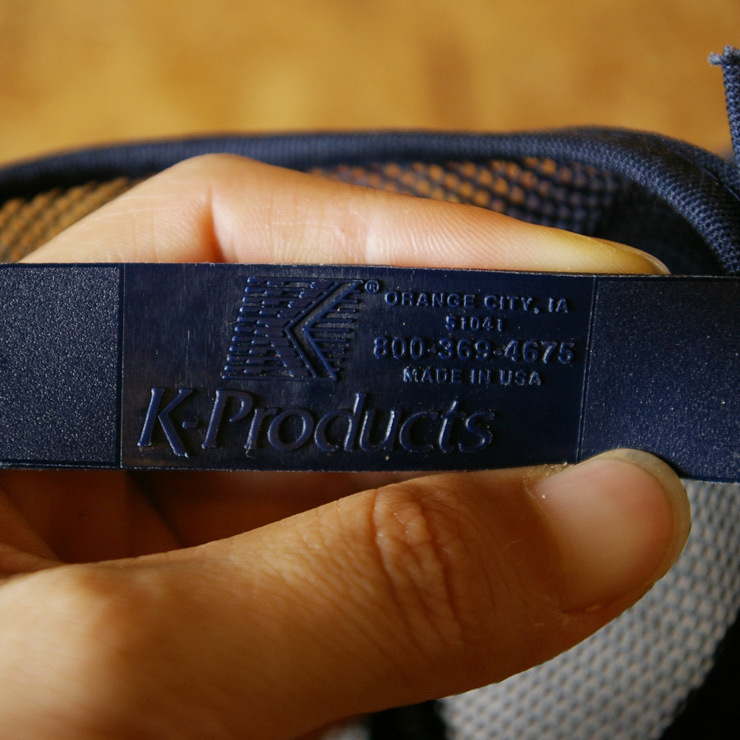 K®
ORANGE CITY, IA
51041
800-369-4675
MADE IN USA
K-Products